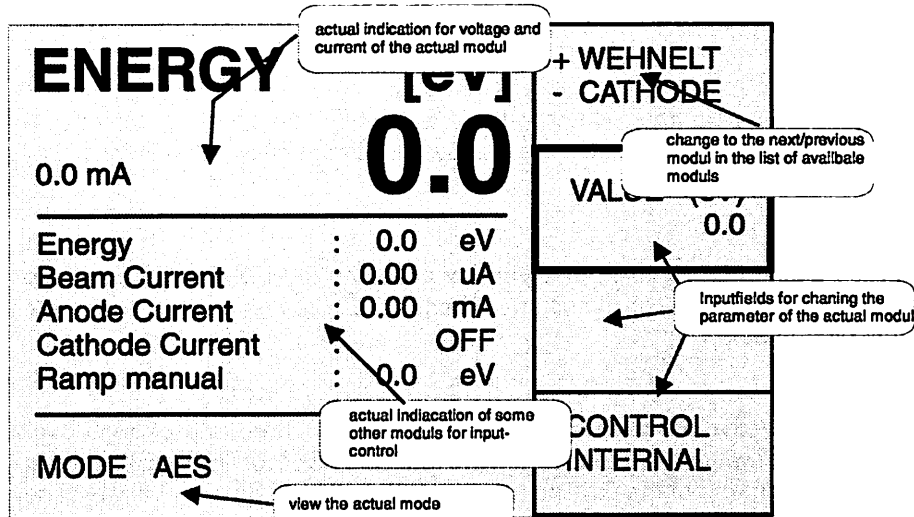 actual indication for voltage and
current of the actual modul
ENERGY [eV]
0.0
0.0 mA
Energy : 0.0 eV
Beam Current : 0.00 uA
Anode Current : 0.00 mA
Cathode Current : OFF
Ramp manual : 0.0 eV
actual indiacation of some
other moduls for input-
control
MODE AES
view the actual mode
+ WEHNELT
- CATHODE
change to the next/previous
modul in the list of availbale
moduls
VALUE (eV)
0.0
Inputfields for chaning the
parameter of the actual modul
CONTROL
INTERNAL